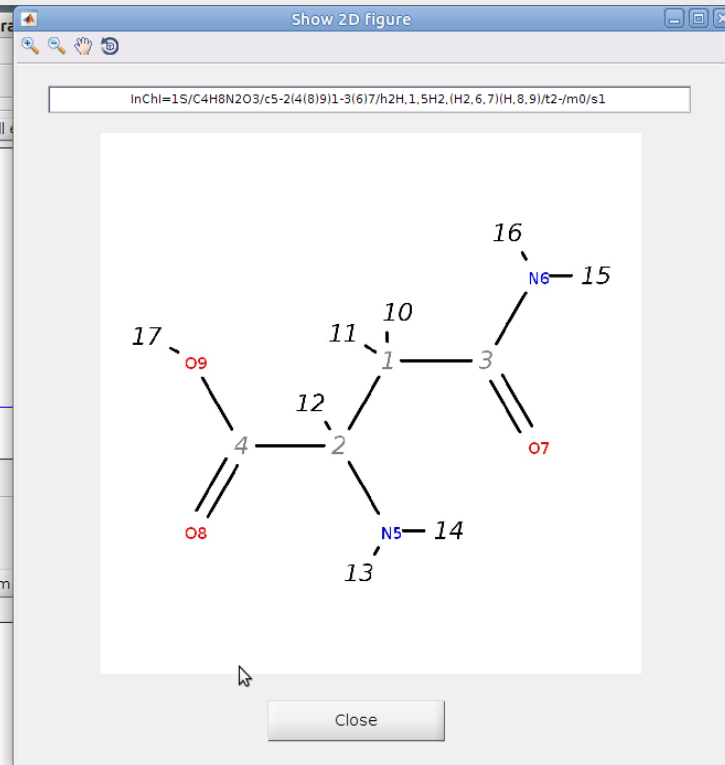 Show 2D figure
InChI=1S/C4H8N2O3/c5-2(4(8)9)1-3(6)7/h2H,1,5H2,(H2,6,7)(H,8,9)/t2-/m0/s1
16
N6 15
10
17 11
O9 1 3
12
4 2 O7
O8 N5 14
13
Close